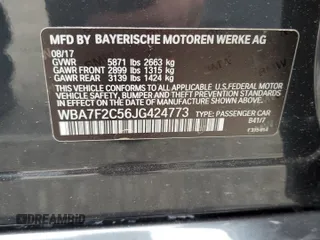 MFD BY BAYERISCHE MOTOREN WERKE AG
08/17
GVWR 5871 lbs 2663 kg
GAWR FRONT 2899 lbs 1315 kg
GAWR REAR 3139 lbs 1424 kg
THIS VEHICLE CONFORMS TO ALL APPLICABLE U.S. FEDERAL MOTOR
VEHICLE SAFETY, BUMPER, AND THEFT PREVENTION STANDARDS IN
EFFECT ON THE DATE OF MANUFACTURE SHOWN ABOVE.
WBA7F2C56JG424773 TYPE: PASSENGER CAR
B41/7
© DREAMBID